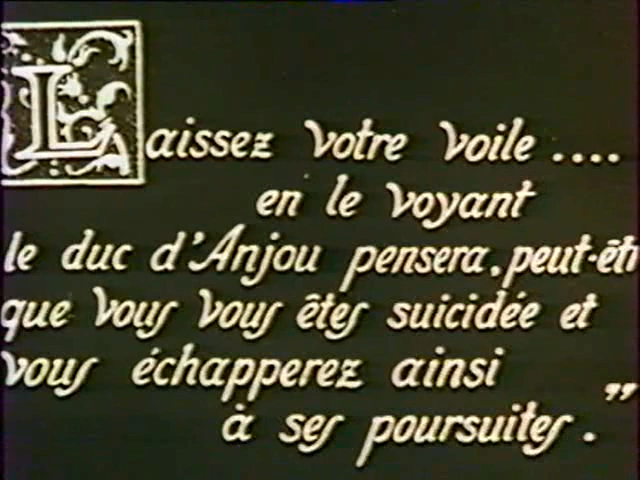 Laissez votre voile ....
en le voyant
le duc d'Anjou pensera, peut-êt
que vous vous êtes suicidée et
vous échapperez ainsi
à ses poursuites. "